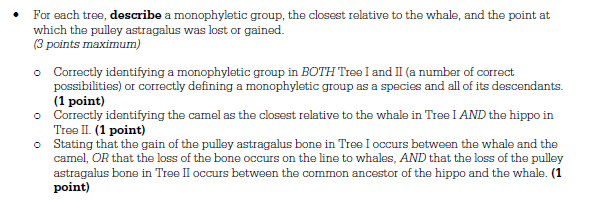 • For each tree, describe a monophyletic group, the closest relative to the whale, and the point at
which the pulley astragalus was lost or gained.
(3 points maximum)
o Correctly identifying a monophyletic group in BOTH Tree I and II (a number of correct
possibilities) or correctly defining a monophyletic group as a species and all of its descendants.
(1 point)
o Correctly identifying the camel as the closest relative to the whale in Tree I AND the hippo in
Tree II. (1 point)
o Stating that the gain of the pulley astragalus bone in Tree I occurs between the whale and the
camel, OR that the loss of the bone occurs on the line to whales, AND that the loss of the pulley
astragalus bone in Tree II occurs between the common ancestor of the hippo and the whale. (1
point)